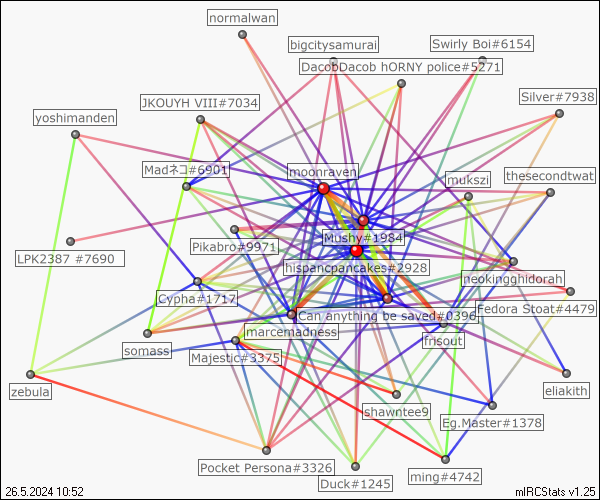 normalwan
bigcitysamurai
Swirly Boi#6154
DacobDacob hORNY police#5271
Silver#7938
JKOUYH VIII#7034
yoshimanden
Madネコ#6901
moonraven
mukszi
thesecondtwat
Mushy#1984
Pikabro#9971
LPK2387 #7690
hispancpancakes#2928
neokingghidorah
Cypha#1717
Fedora Stoat#4479
Can anything be saved#0396
marcemadness
frisout
somass
Majestic#3375
zebula
eliakith
shawntee9
Eg.Master#1378
Pocket Persona#3326
ming#4742
Duck#1245
26.5.2024 10:52
mIRCStats v1.25